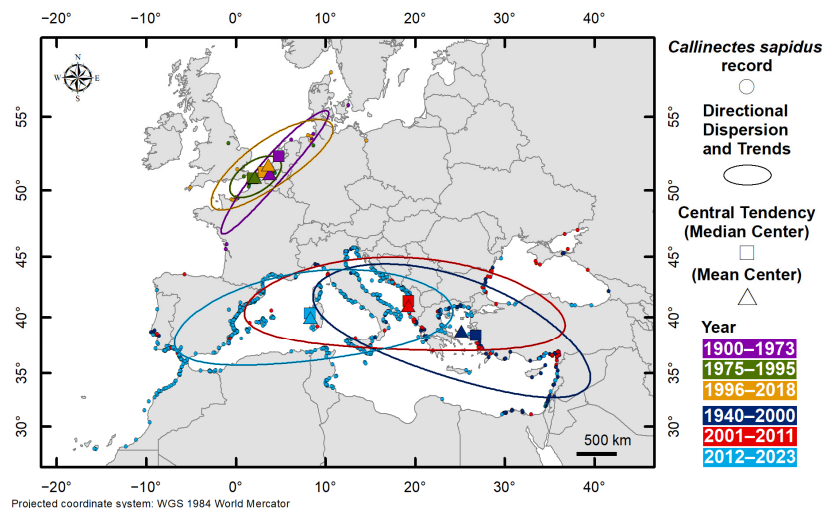 −20° −10° 0° 10° 20° 30° 40°
N
W E
S
55° 55°
50° 50°
45° 45°
40° 40°
35° 35°
30° 30°
500 km
−20° −10° 0° 10° 20° 30° 40°
Projected coordinate system: WGS 1984 World Mercator
Callinectes sapidus
record
Directional
Dispersion
and Trends
Central Tendency
(Median Center)
(Mean Center)
Year
1900–1973
1975–1995
1996–2018
1940–2000
2001–2011
2012–2023